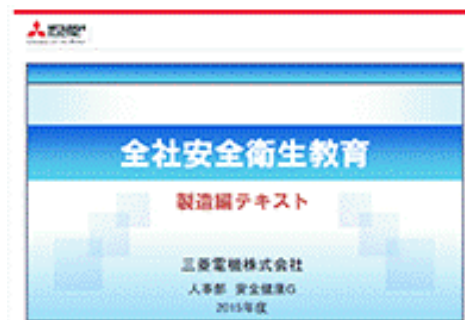 全社安全衛生教育
製造編テキスト
三菱電機株式会社
人事部 安全健康G
2015年度